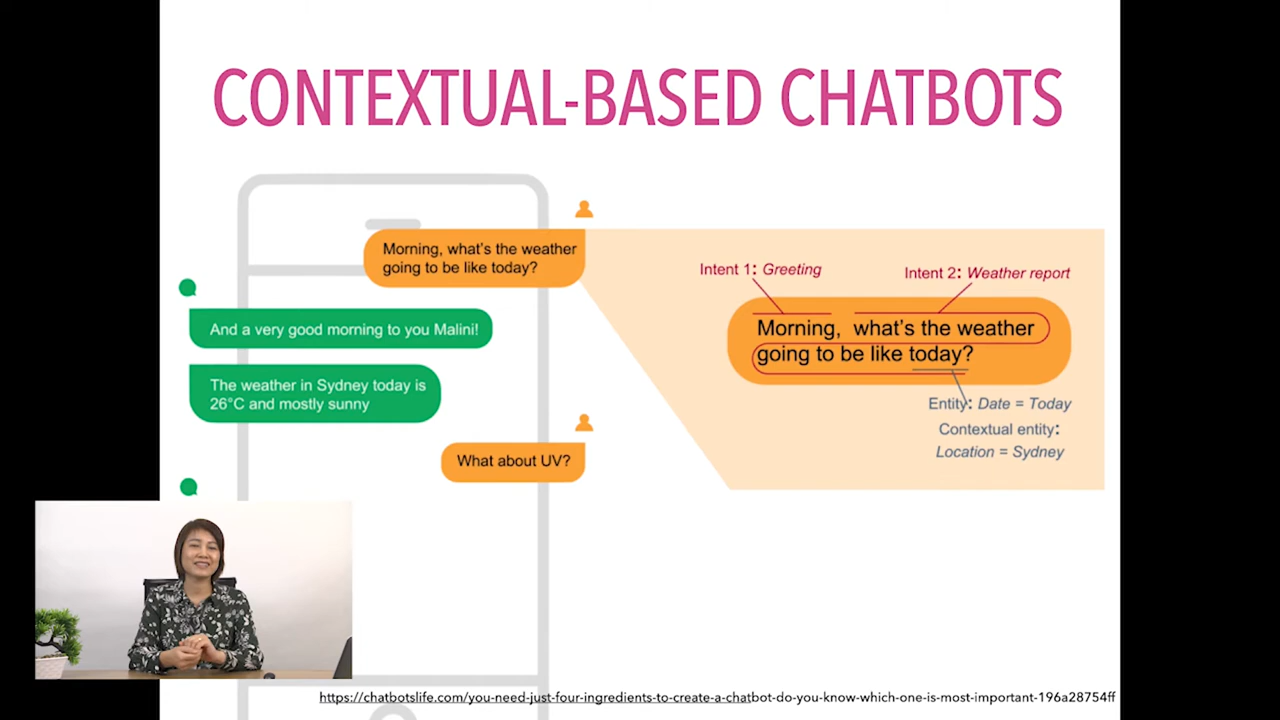 CONTEXTUAL-BASED CHATBOTS
Morning, what's the weather
going to be like today?
And a very good morning to you Malini!
The weather in Sydney today is
26°C and mostly sunny
What about UV?
Intent 1: Greeting
Intent 2: Weather report
Morning, what's the weather
going to be like today?
Entity: Date = Today
Contextual entity:
Location = Sydney
https://chatbotslife.com/you-need-just-four-ingredients-to-create-a-chatbot-do-you-know-which-one-is-most-important-196a28754ff